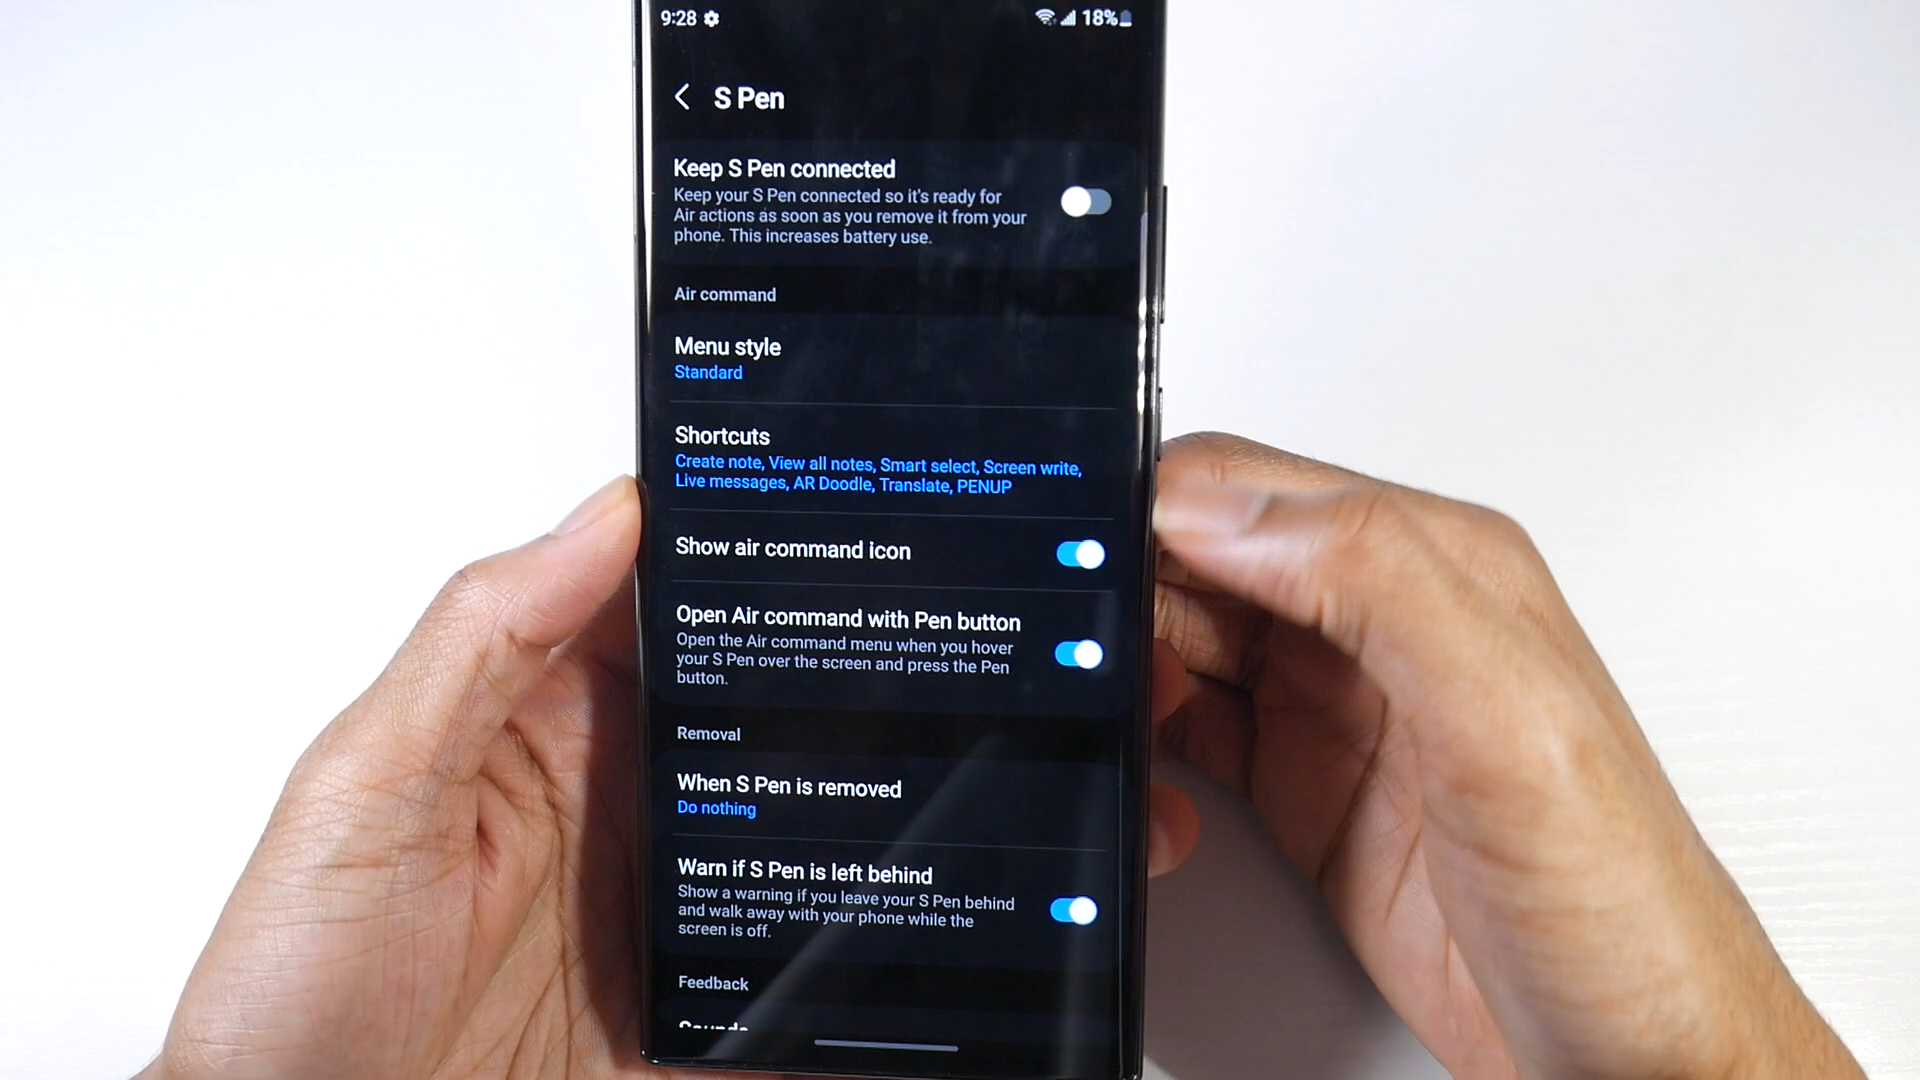 9:28
18%
S Pen
Keep S Pen connected
Keep your S Pen connected so it's ready for
Air actions as soon as you remove it from your
phone. This increases battery use.
Air command
Menu style
Standard
Shortcuts
Create note, View all notes, Smart select, Screen write,
Live messages, AR Doodle, Translate, PENUP
Show air command icon
Open Air command with Pen button
Open the Air command menu when you hover
your S Pen over the screen and press the Pen
button.
Removal
When S Pen is removed
Do nothing
Warn if S Pen is left behind
Show a warning if you leave your S Pen behind
and walk away with your phone while the
screen is off.
Feedback
Sounds